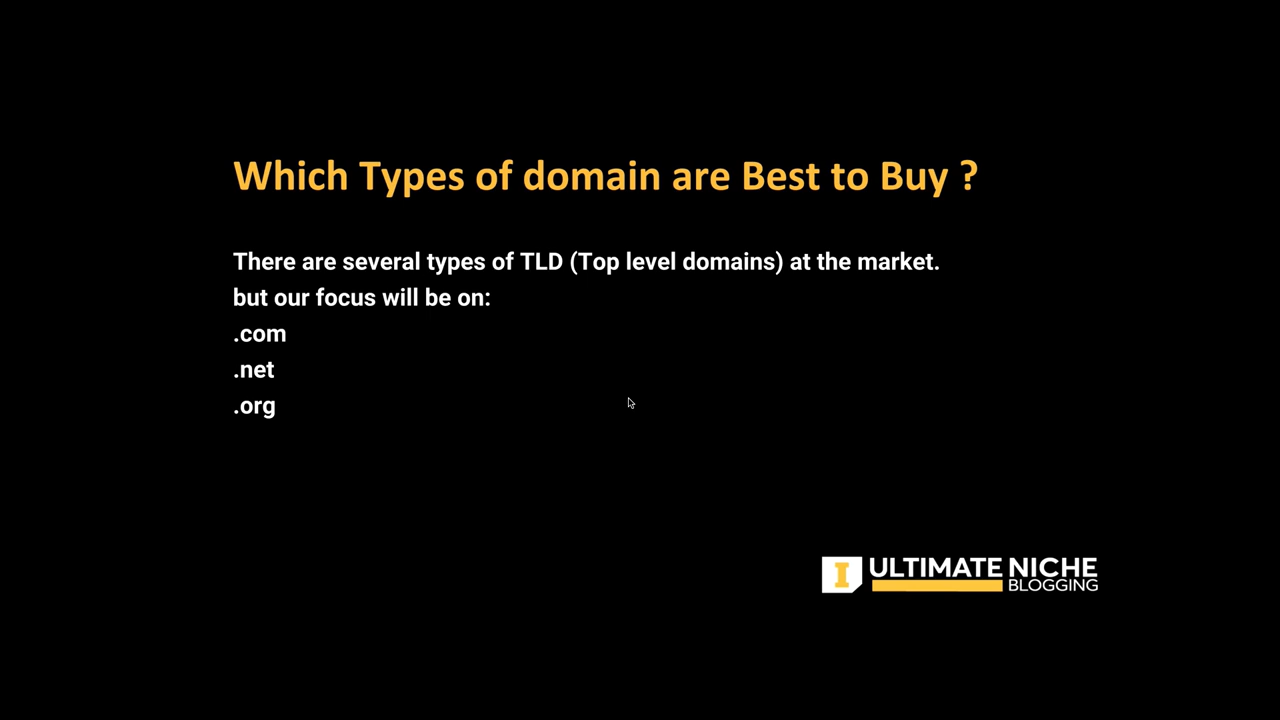 Which Types of domain are Best to Buy ?
There are several types of TLD (Top level domains) at the market.
but our focus will be on:
.com
.net
.org
I ULTIMATE NICHE
BLOGGING